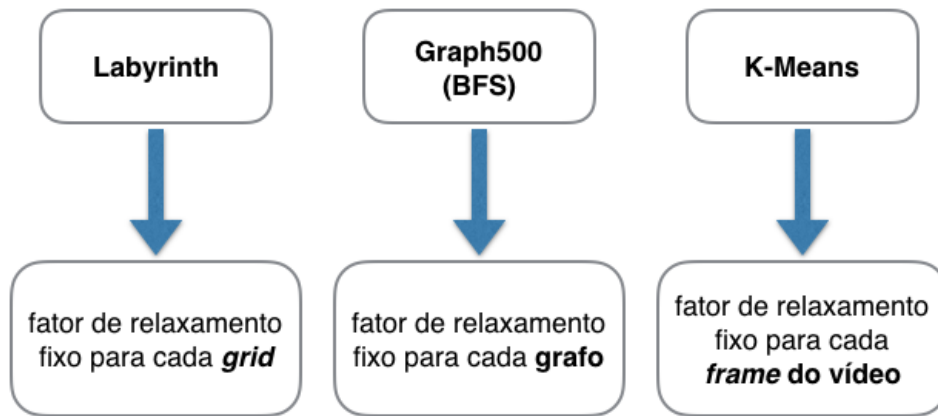 Labyrinth
Graph500
(BFS)
K-Means
fator de relaxamento
fixo para cada grid
fator de relaxamento
fixo para cada grafo
fator de relaxamento
fixo para cada
frame do vídeo